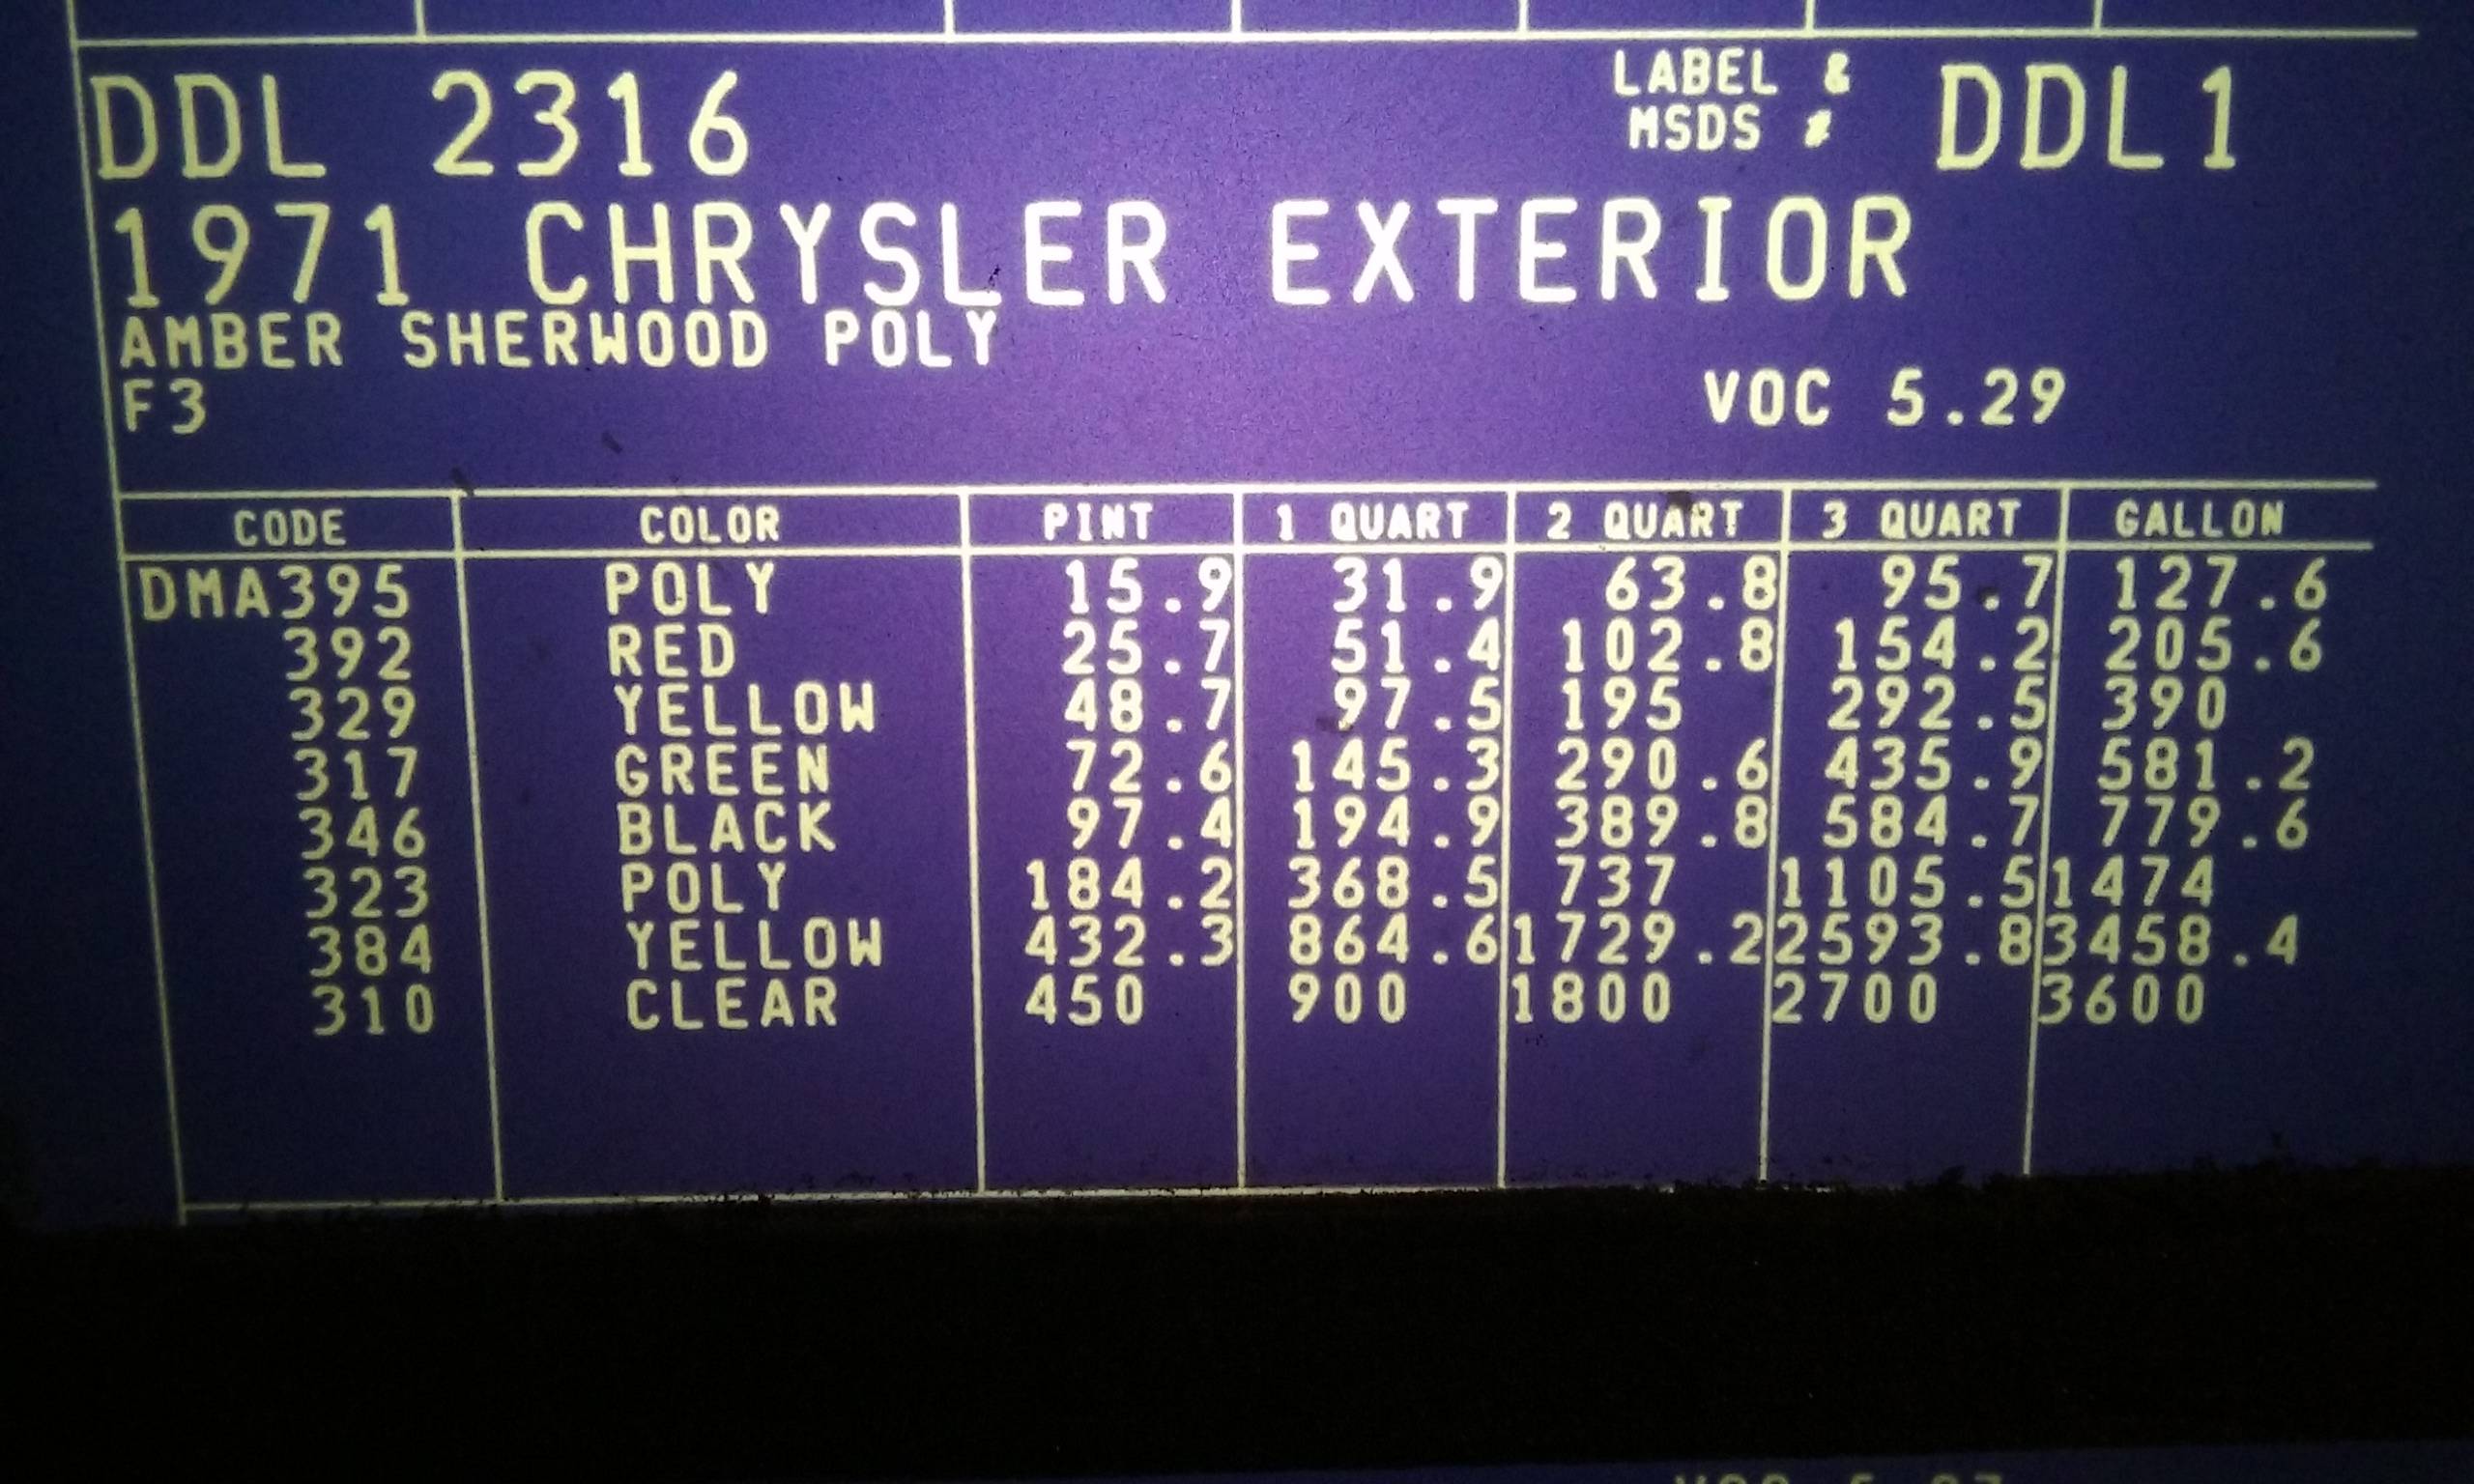 DDL 2316 LABEL & MSDS # DDL1
1971 CHRYSLER EXTERIOR
AMBER SHERWOOD POLY
F3 VOC 5.29
CODE COLOR PINT 1 QUART 2 QUART 3 QUART GALLON
DMA395 POLY 15.9 31.9 63.8 95.7 127.6
392 RED 25.7 51.4 102.8 154.2 205.6
329 YELLOW 48.7 97.5 195 292.5 390
317 GREEN 72.6 145.3 290.6 435.9 581.2
346 BLACK 97.4 194.9 389.8 584.7 779.6
323 POLY 184.2 368.5 737 1105.5 1474
384 YELLOW 432.3 864.6 1729.2 2593.8 3458.4
310 CLEAR 450 900 1800 2700 3600